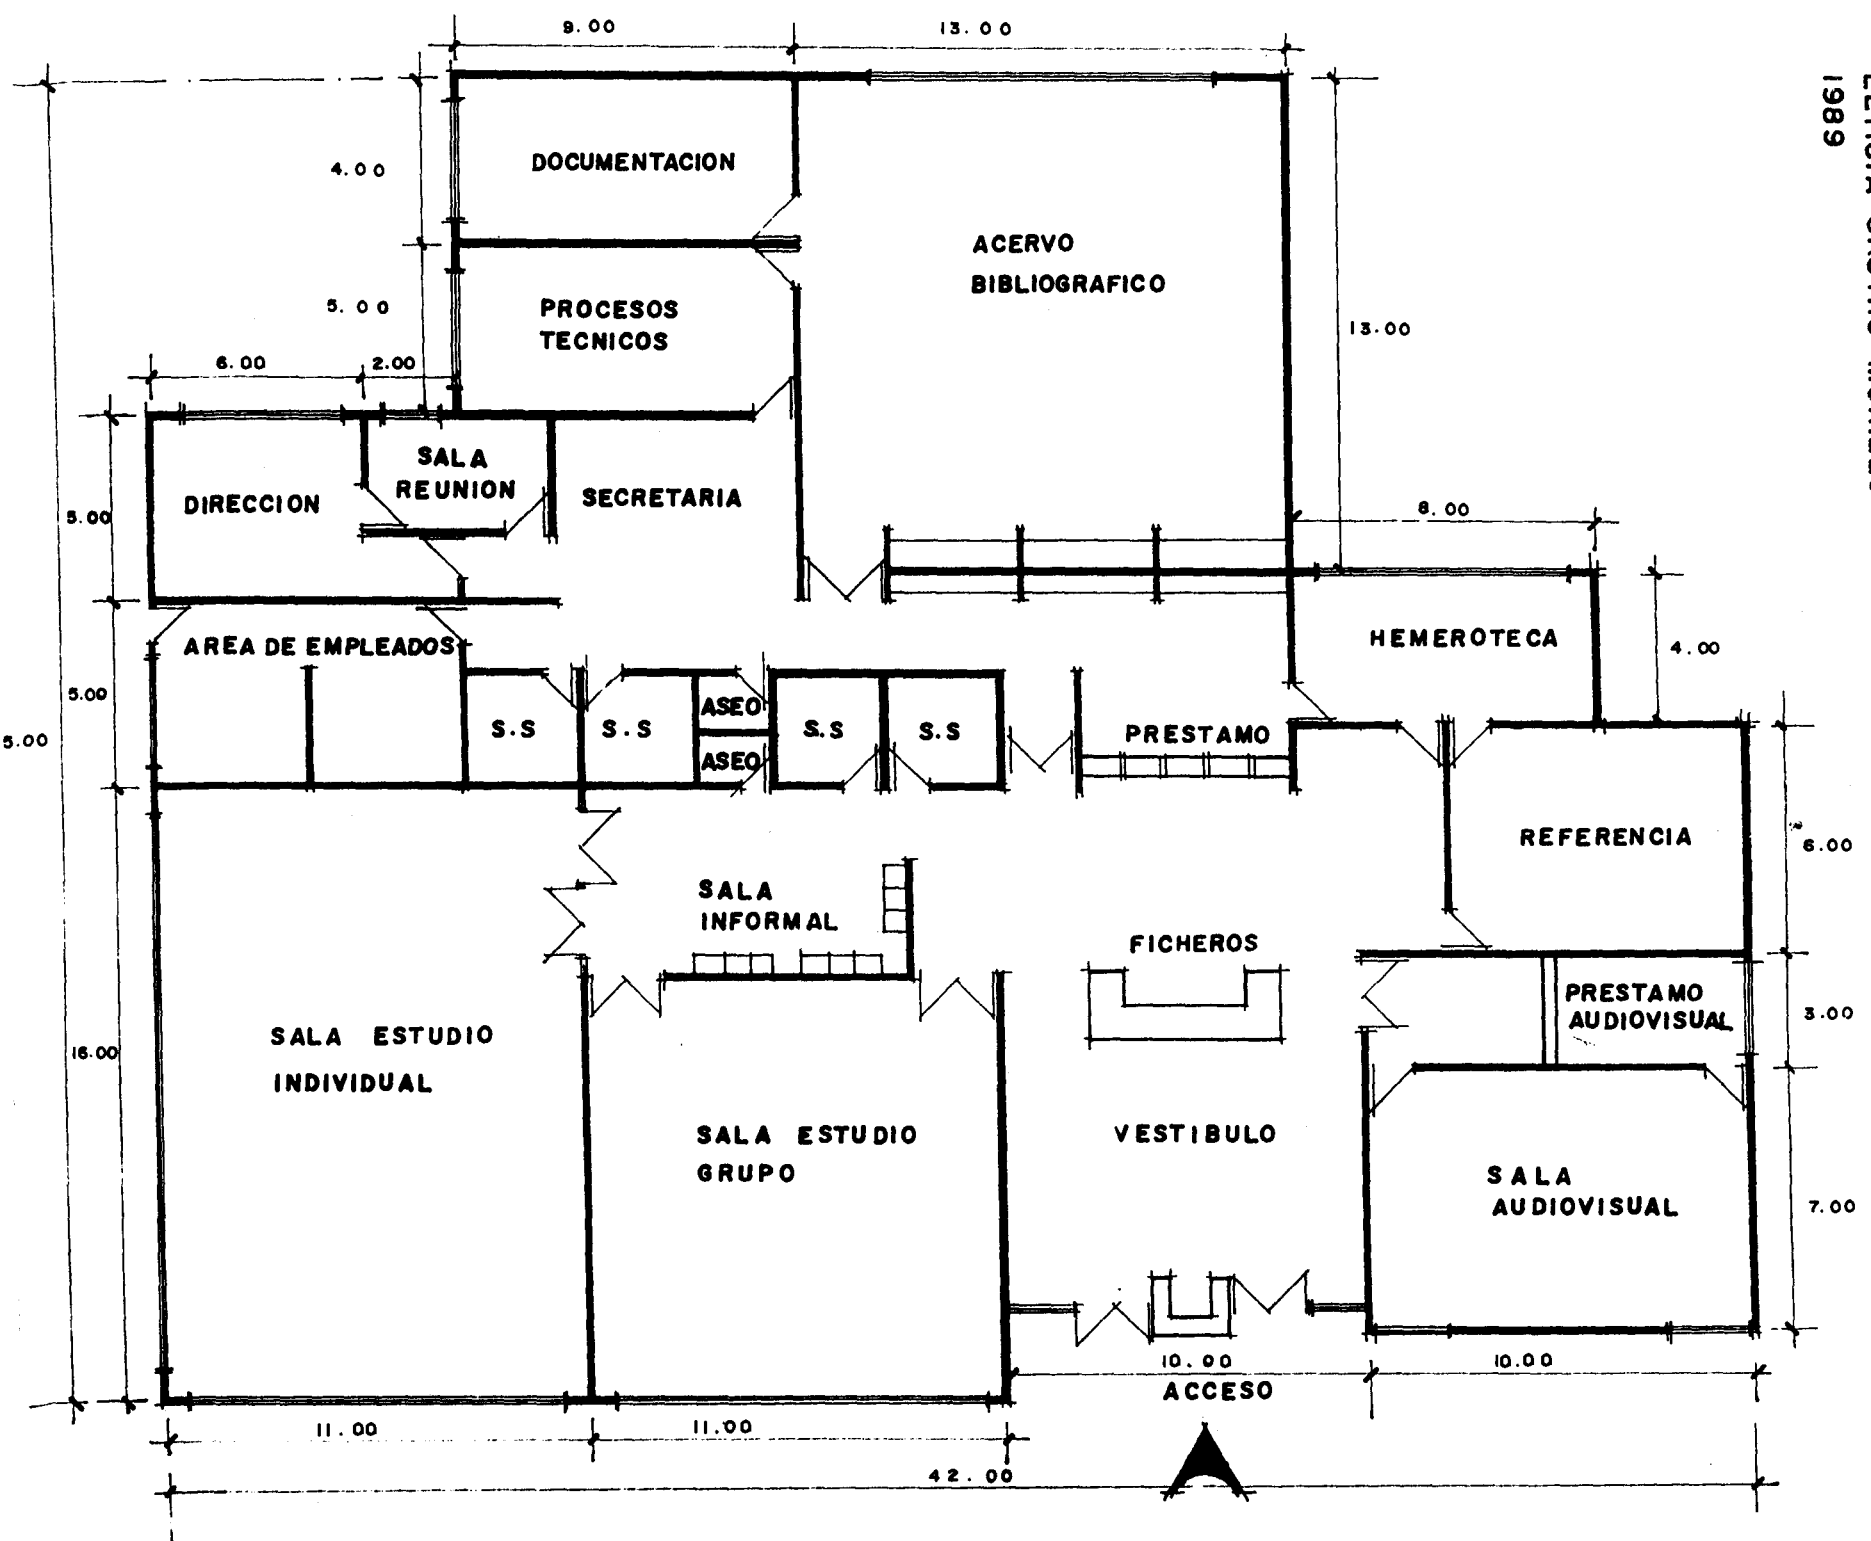 9.00
13.00
1989
4.00
DOCUMENTACION
ACERVO
BIBLIOGRAFICO
5.00
PROCESOS
TECNICOS
13.00
6.00
2.00
SALA
REUNION
DIRECCION
SECRETARIA
5.00
8.00
AREA DE EMPLEADOS
HEMEROTECA
4.00
5.00
ASEO
S.S
S.S
S.S
S.S
PRESTAMO
5.00
ASEO
REFERENCIA
6.00
SALA
INFORMAL
FICHEROS
PRESTAMO
AUDIOVISUAL
3.00
SALA ESTUDIO
INDIVIDUAL
16.00
SALA ESTUDIO
GRUPO
VESTIBULO
SALA
AUDIOVISUAL
7.00
10.00
10.00
ACCESO
11.00
11.00
42.00